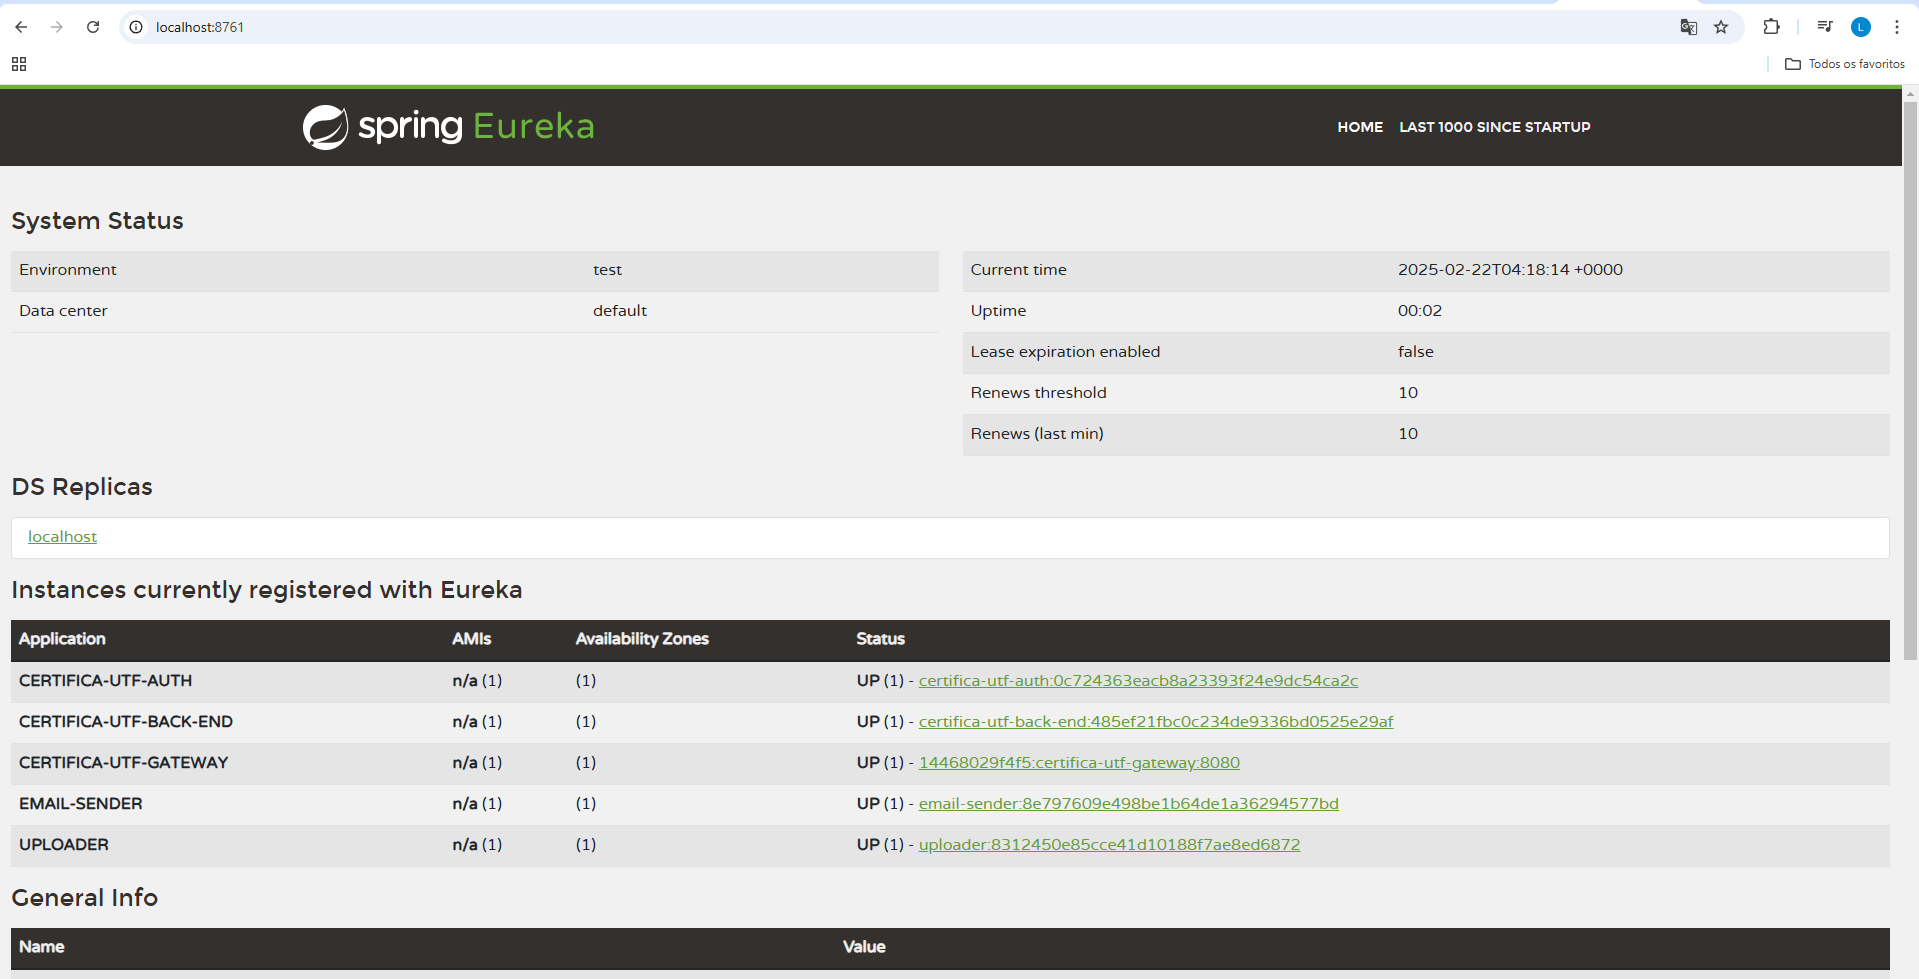 localhost:8761
L
Todos os favoritos
spring Eureka
HOME LAST 1000 SINCE STARTUP
System Status
Environment test
Data center default
Current time 2025-02-22T04:18:14 +0000
Uptime 00:02
Lease expiration enabled false
Renews threshold 10
Renews (last min) 10
DS Replicas
localhost
Instances currently registered with Eureka
Application AMIs Availability Zones Status
CERTIFICA-UTF-AUTH n/a (1) (1) UP (1) - certifica-utf-auth:0c724363eacb8a23393f24e9dc54ca2c
CERTIFICA-UTF-BACK-END n/a (1) (1) UP (1) - certifica-utf-back-end:485ef21fbc0c234de9336bd0525e29af
CERTIFICA-UTF-GATEWAY n/a (1) (1) UP (1) - 14468029f4f5:certifica-utf-gateway:8080
EMAIL-SENDER n/a (1) (1) UP (1) - email-sender:8e797609e498be1b64de1a36294577bd
UPLOADER n/a (1) (1) UP (1) - uploader:8312450e85cce41d10188f7ae8ed6872
General Info
Name Value